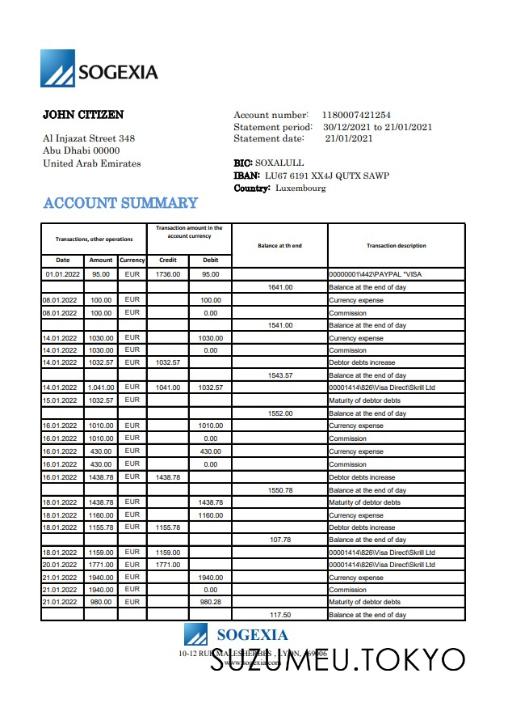 SOGEXIA
JOHN CITIZEN
Al Injazat Street 348
Abu Dhabi 00000
United Arab Emirates
Account number: 1180007421254
Statement period: 30/12/2021 to 21/01/2021
Statement date: 21/01/2021
BIC: SOXALULL
IBAN: LU67 6191 XX4J QUTX SAWP
Country: Luxembourg
ACCOUNT SUMMARY
Transactions, other operations
Transaction amount in the account currency
Balance at th end
Transaction description
Date Amount Currency Credit Debit
01.01.2022 95.00 EUR 1736.00 95.00 00000001\442\PAYPAL "VISA
1641.00 Balance at the end of day
08.01.2022 100.00 EUR 100.00 Currency expense
08.01.2022 100.00 EUR 0.00 Commission
1541.00 Balance at the end of day
14.01.2022 1030.00 EUR 1030.00 Currency expense
14.01.2022 1030.00 EUR 0.00 Commission
14.01.2022 1032.57 EUR 1032.57 Debtor debts increase
1543.57 Balance at the end of day
14.01.2022 1.041.00 EUR 1041.00 1032.57 00001414\826\Visa Direct\Skrill Ltd
15.01.2022 1032.57 EUR Maturity of debtor debts
1552.00 Balance at the end of day
16.01.2022 1010.00 EUR 1010.00 Currency expense
16.01.2022 1010.00 EUR 0.00 Commission
16.01.2022 430.00 EUR 430.00 Currency expense
16.01.2022 430.00 EUR 0.00 Commission
16.01.2022 1438.78 EUR 1438.78 Debtor debts increase
1550.78 Balance at the end of day
18.01.2022 1438.78 EUR 1438.78 Maturity of debtor debts
18.01.2022 1160.00 EUR 1160.00 Currency expense
18.01.2022 1155.78 EUR 1155.78 Debtor debts increase
107.78 Balance at the end of day
18.01.2022 1159.00 EUR 1159.00 00001414\826\Visa Direct\Skrill Ltd
20.01.2022 1771.00 EUR 1771.00 00001414\826\Visa Direct\Skrill Ltd
21.01.2022 1940.00 EUR 1940.00 Currency expense
21.01.2022 1940.00 EUR 0.00 Commission
21.01.2022 980.00 EUR 980.28 Maturity of debtor debts
117.50 Balance at the end of day
SOGEXIA
10-12 RUE MALESHERBES , LYON, 69006
www.sogexia.com
SUZUMEU.TOKYO